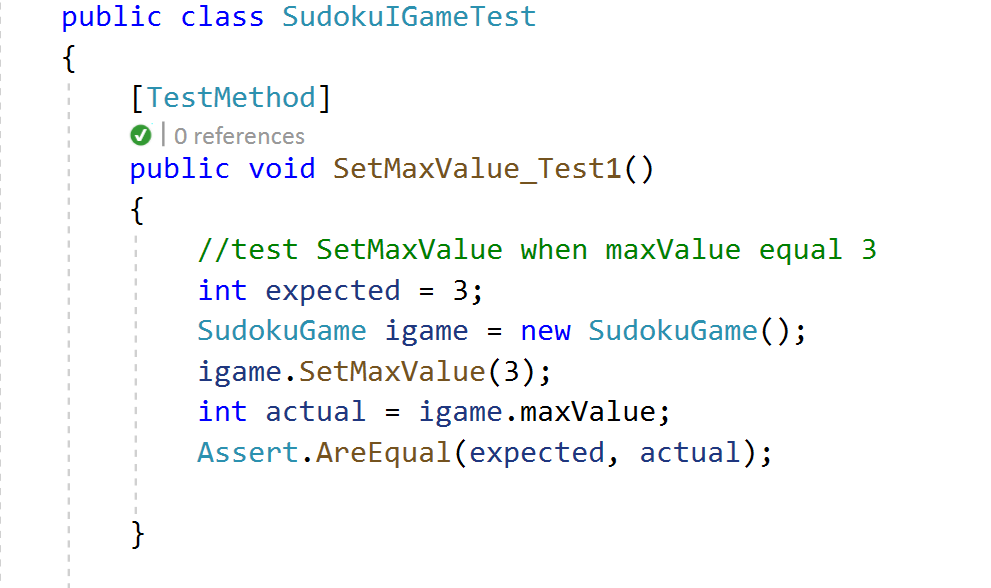 public class SudokuIGameTest
{
[TestMethod]
0 references
public void SetMaxValue_Test1()
{
//test SetMaxValue when maxValue equal 3
int expected = 3;
SudokuGame igame = new SudokuGame();
igame.SetMaxValue(3);
int actual = igame.maxValue;
Assert.AreEqual(expected, actual);
}